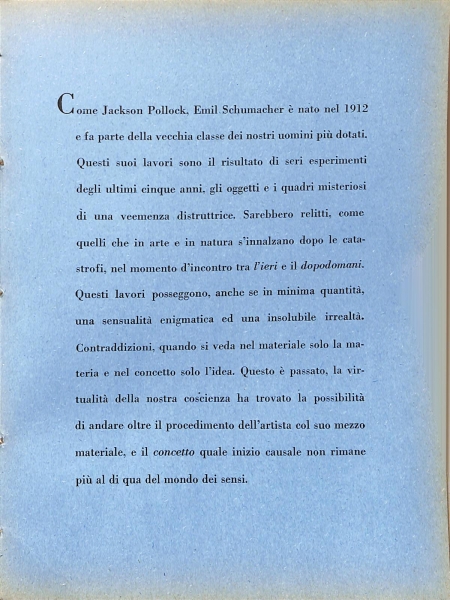 Come Jackson Pollock, Emil Schumacher è nato nel 1912
e fa parte della vecchia classe dei nostri uomini più dotati.
Questi suoi lavori sono il risultato di seri esperimenti
degli ultimi cinque anni, gli oggetti e i quadri misteriosi
di una veemenza distruttrice. Sarebbero relitti, come
quelli che in arte e in natura s'innalzano dopo le cata-
strofi, nel momento d'incontro tra l'ieri e il dopodomani.
Questi lavori posseggono, anche se in minima quantità,
una sensualità enigmatica ed una insolubile irrealtà.
Contraddizioni, quando si veda nel materiale solo la ma-
teria e nel concetto solo l'idea. Questo è passato, la vir-
tualità della nostra coscienza ha trovato la possibilità
di andare oltre il procedimento dell'artista col suo mezzo
materiale, e il concetto quale inizio causale non rimane
più al di qua del mondo dei sensi.